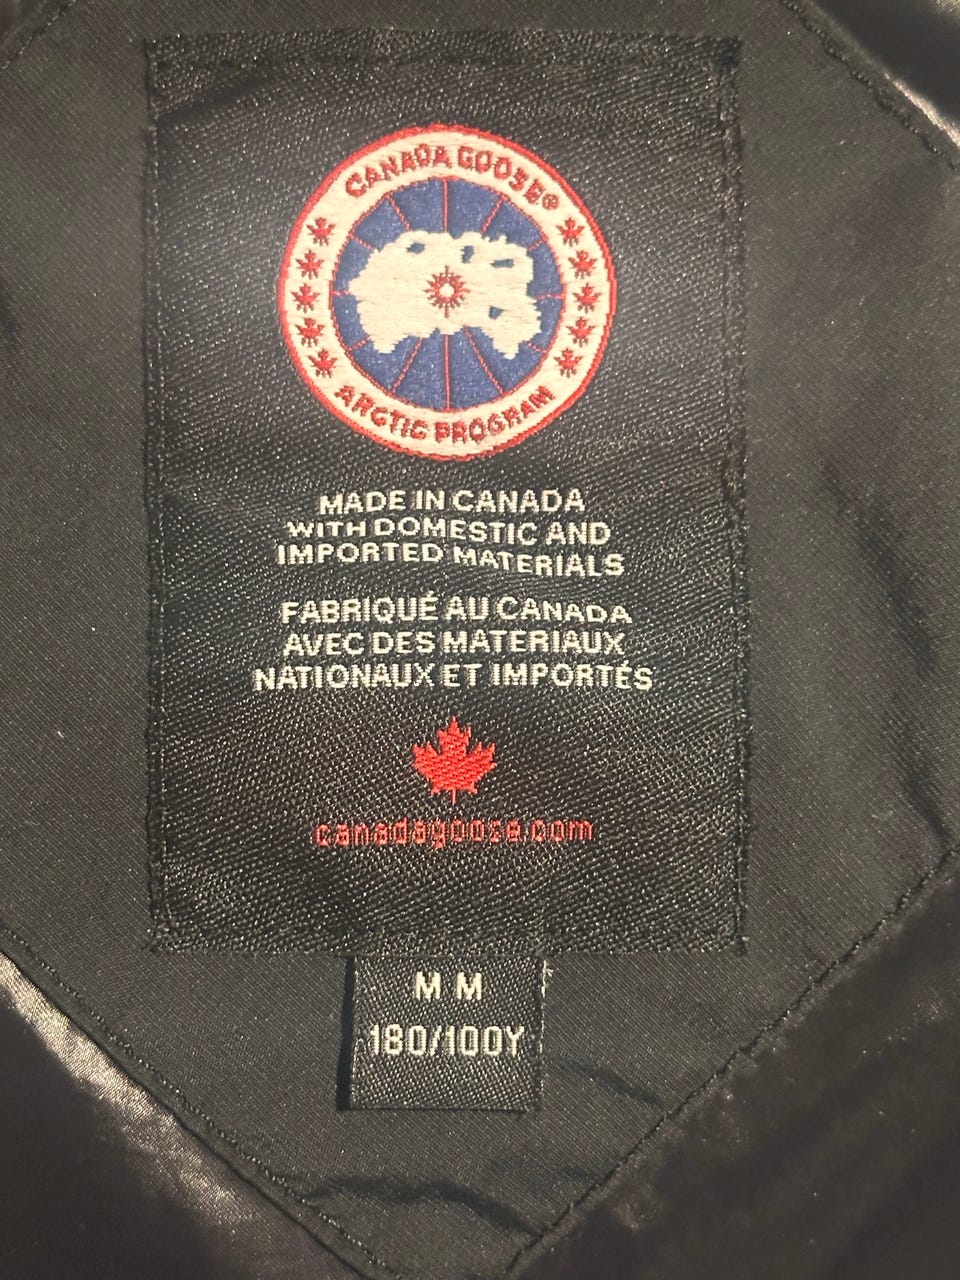 CANADA GOOSE®
ARCTIC PROGRAM
MADE IN CANADA
WITH DOMESTIC AND
IMPORTED MATERIALS
FABRIQUÉ AU CANADA
AVEC DES MATERIAUX
NATIONAUX ET IMPORTÉS
canadagoose.com
M M
180/100Y